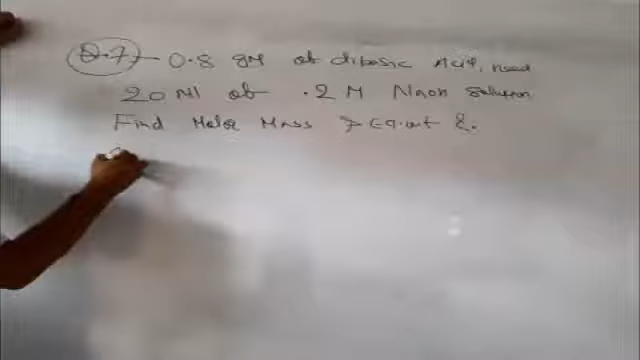 Q.7 - 0.8 gm of dibasic Acid, need
20 Ml of .2 M NaOH solution
Find Molar Mass & Eq. wt